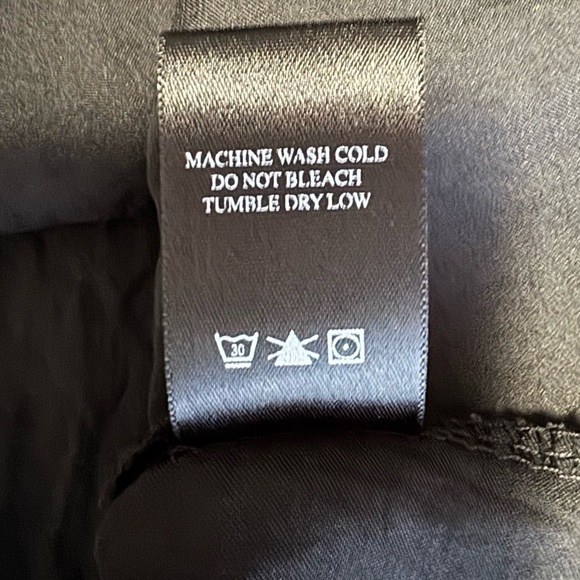 MACHINE WASH COLD
DO NOT BLEACH
TUMBLE DRY LOW
30